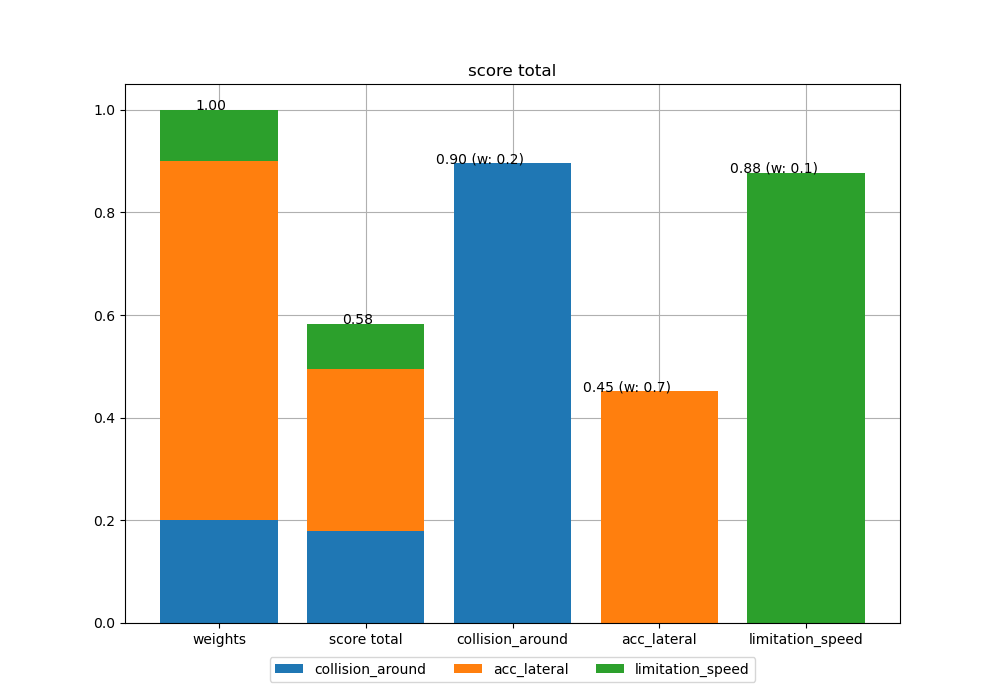 score total
1.0
0.8
0.6
0.4
0.2
0.0
1.00
0.58
0.90 (w: 0.2)
0.45 (w: 0.7)
0.88 (w: 0.1)
weights score total collision_around acc_lateral limitation_speed
collision_around acc_lateral limitation_speed